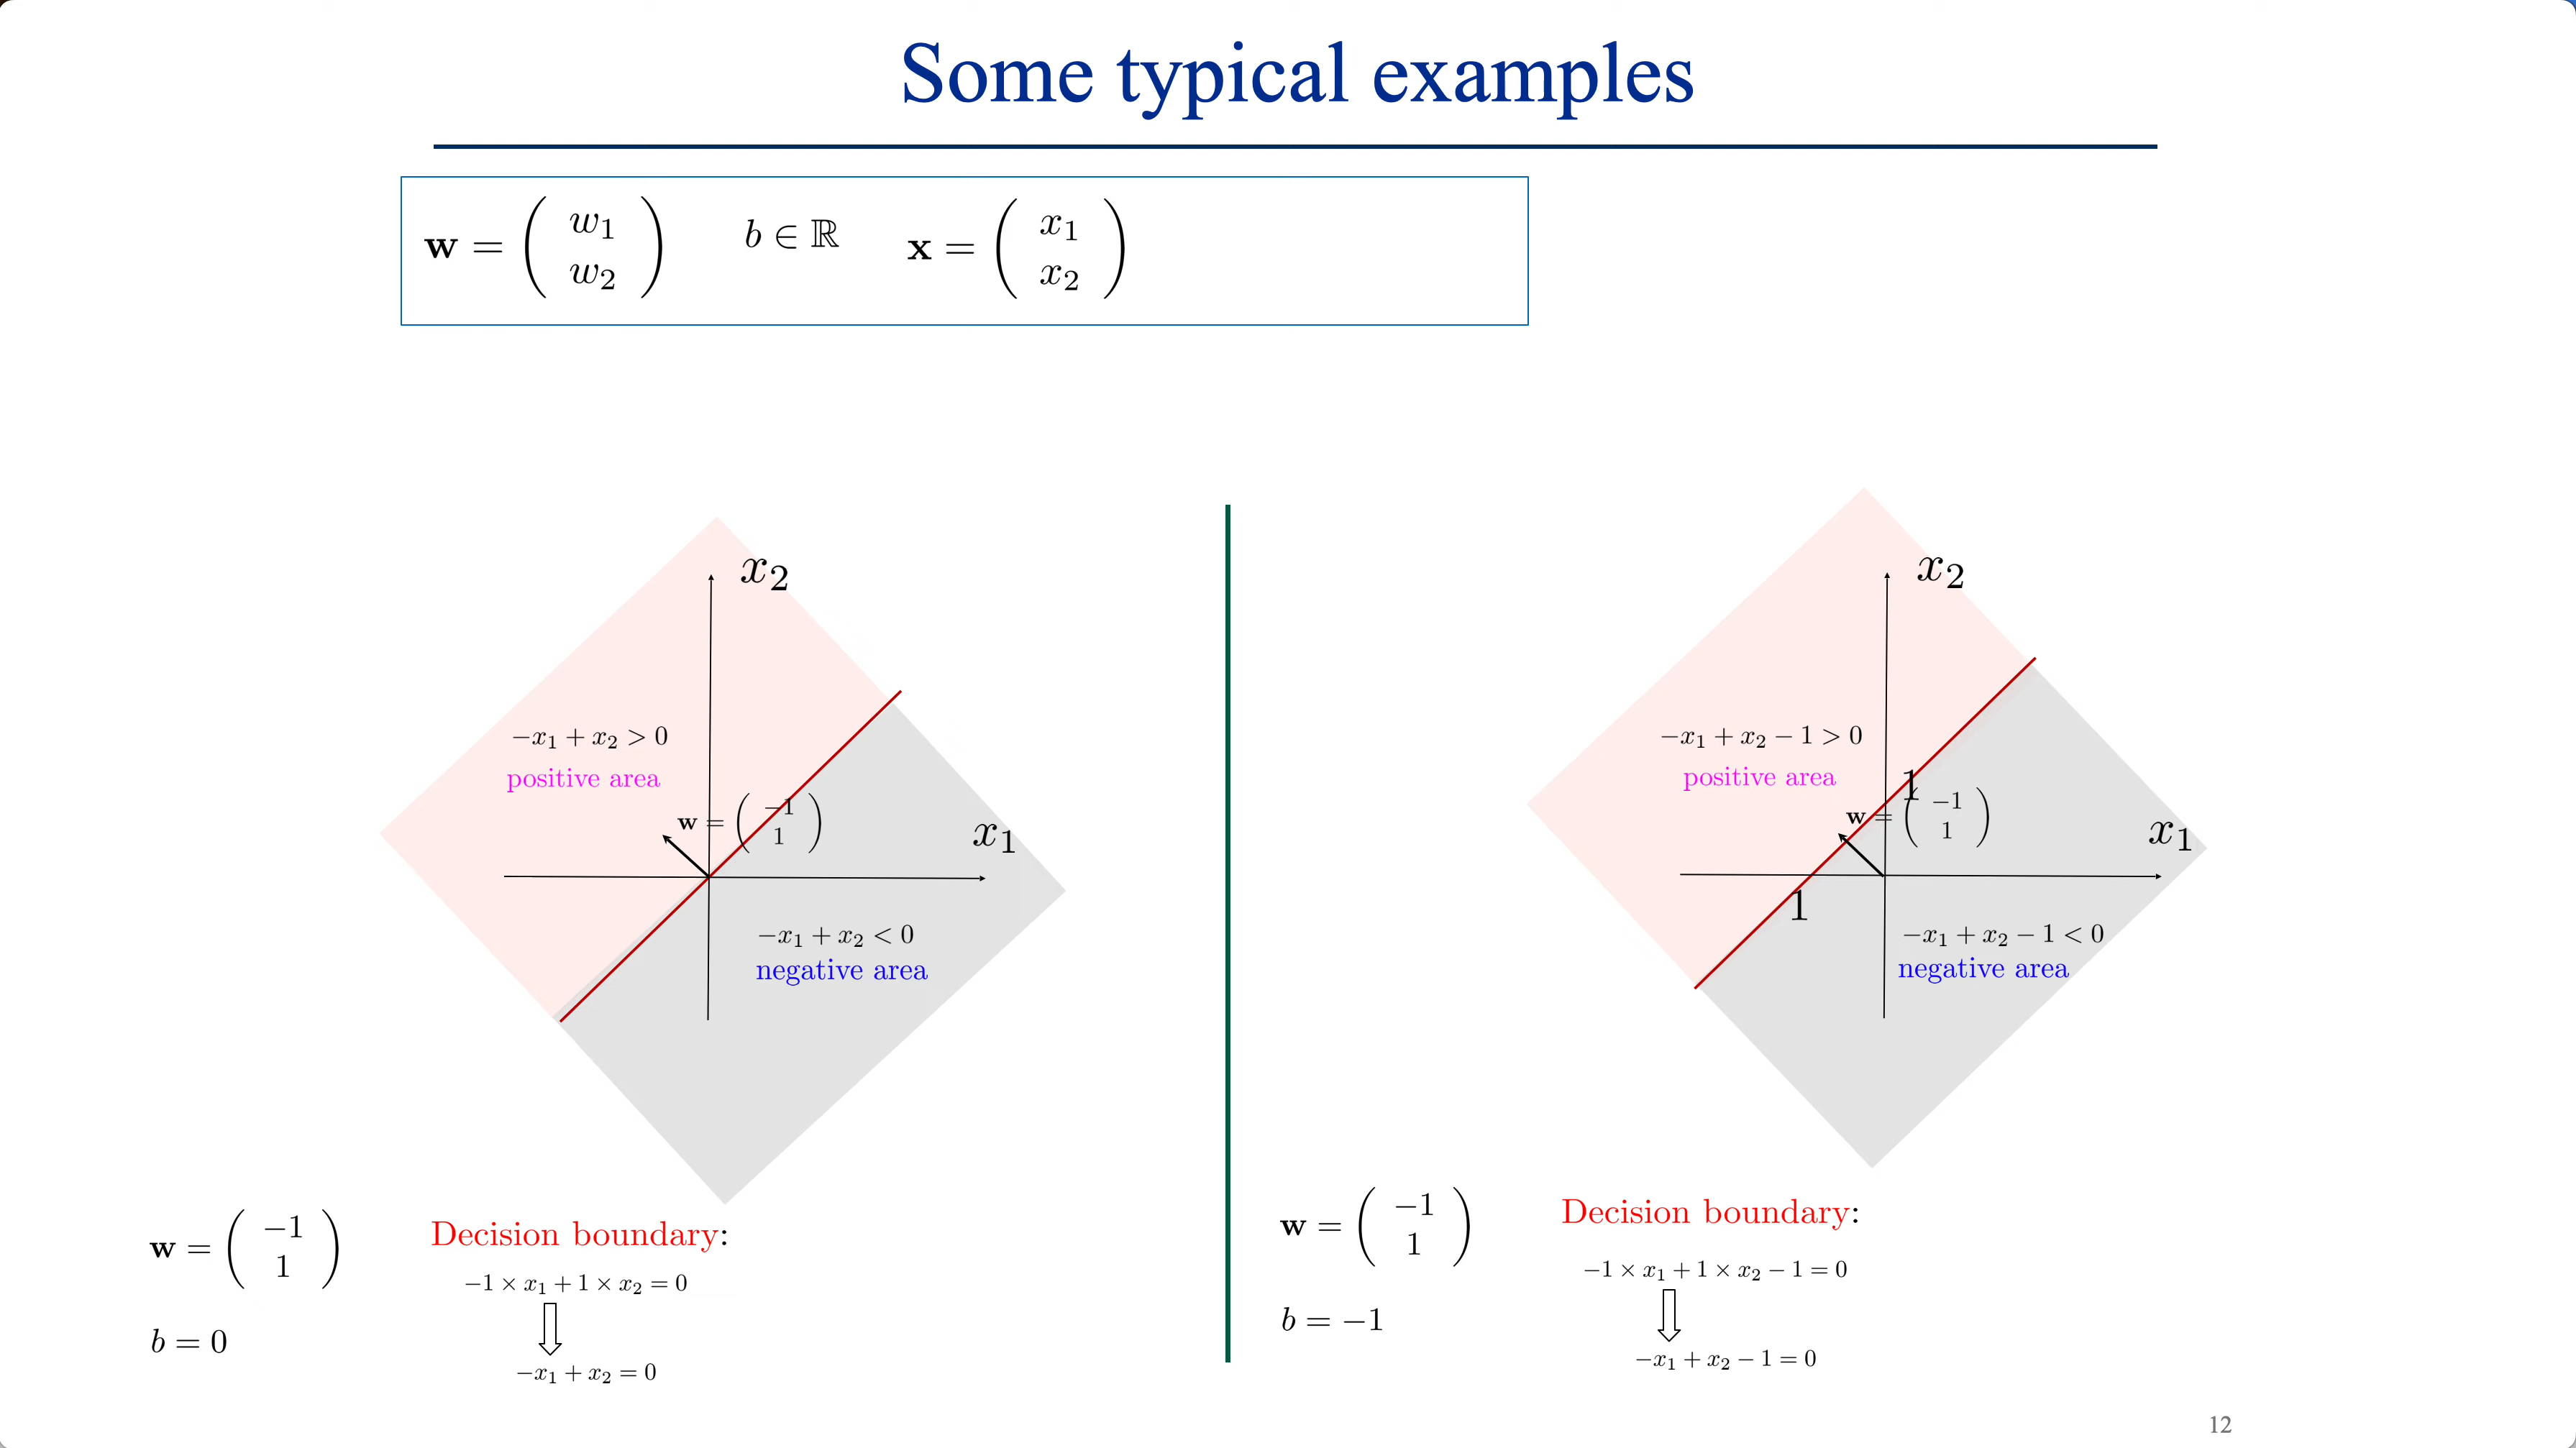 Some typical examples
w = ( w1 w2 ) b ∈ ℝ x = ( x1 x2 )
x2
−x1 + x2 > 0
positive area
w = ( −1 1 )
x1
−x1 + x2 < 0
negative area
w = ( −1 1 )
b = 0
Decision boundary:
−1 × x1 + 1 × x2 = 0
−x1 + x2 = 0
x2
−x1 + x2 − 1 > 0
positive area
1
w = ( −1 1 )
x1
1
−x1 + x2 − 1 < 0
negative area
w = ( −1 1 )
b = −1
Decision boundary:
−1 × x1 + 1 × x2 − 1 = 0
−x1 + x2 − 1 = 0
12